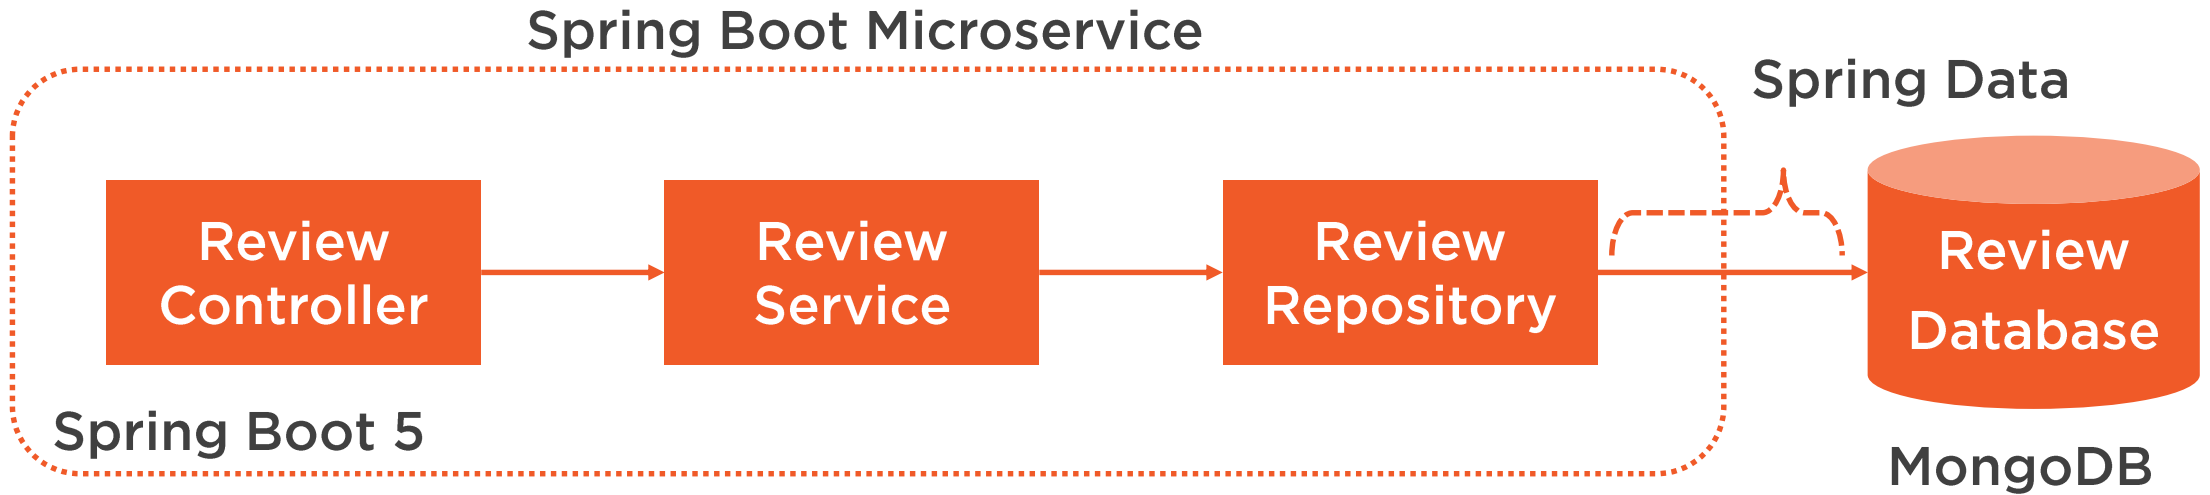 Spring Boot Microservice
Spring Data
Review
Controller
Review
Service
Review
Repository
Review
Database
Spring Boot 5
MongoDB